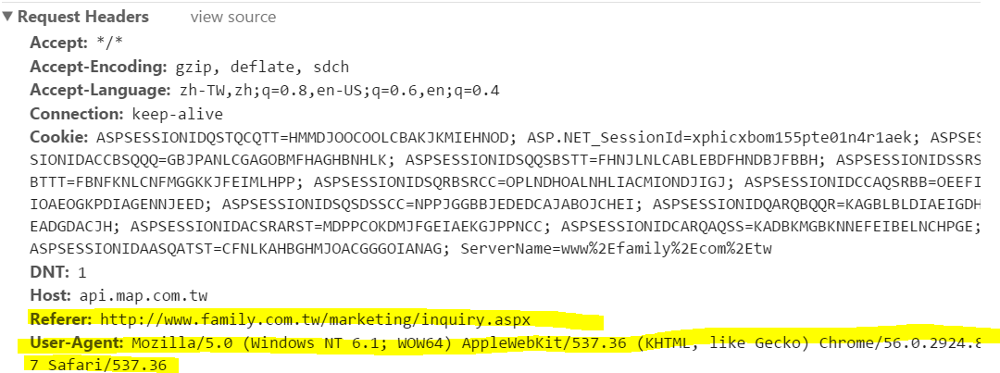 Request Headers view source
Accept: */*
Accept-Encoding: gzip, deflate, sdch
Accept-Language: zh-TW,zh;q=0.8,en-US;q=0.6,en;q=0.4
Connection: keep-alive
Cookie: ASPSESSIONIDQSTQCQTT=HMMDJOOCOOLCBAKJKMIEHNOD; ASP.NET_SessionId=xphicxbom155pte01n4r1aek; ASPSES
SIONIDACCBSQQQ=GBJPANLCGAGOBMFHAGHBNHLK; ASPSESSIONIDSQQSBSTT=FHNJLNLCABLEBDFHNDBJFBBH; ASPSESSIONIDSSRS
BTTT=FBNFKNLCNFMGGKKJFEIMLHPP; ASPSESSIONIDSQRBSRCC=OPLNDHOALNHLIACMIONDJIGJ; ASPSESSIONIDCCAQSRBB=OEEFI
IOAEOGKPDIAGENNJEED; ASPSESSIONIDSQSDSSCC=NPPJGGBBJEDEDCAJABOJCHEI; ASPSESSIONIDQARQBQQR=KAGBLBLDIAEIGDH
EADGDACJH; ASPSESSIONIDACSRARST=MDPPCOKDMJFGEIAEKGJPPNCC; ASPSESSIONIDCARQAQSS=KADBKMGBKNNEFEIBELNCHPGE;
ASPSESSIONIDAASQATST=CFNLKAHBGHMJOACGGGOIANAG; ServerName=www%2Efamily%2Ecom%2Etw
DNT: 1
Host: api.map.com.tw
Referer: http://www.family.com.tw/marketing/inquiry.aspx
User-Agent: Mozilla/5.0 (Windows NT 6.1; WOW64) AppleWebKit/537.36 (KHTML, like Gecko) Chrome/56.0.2924.8
7 Safari/537.36